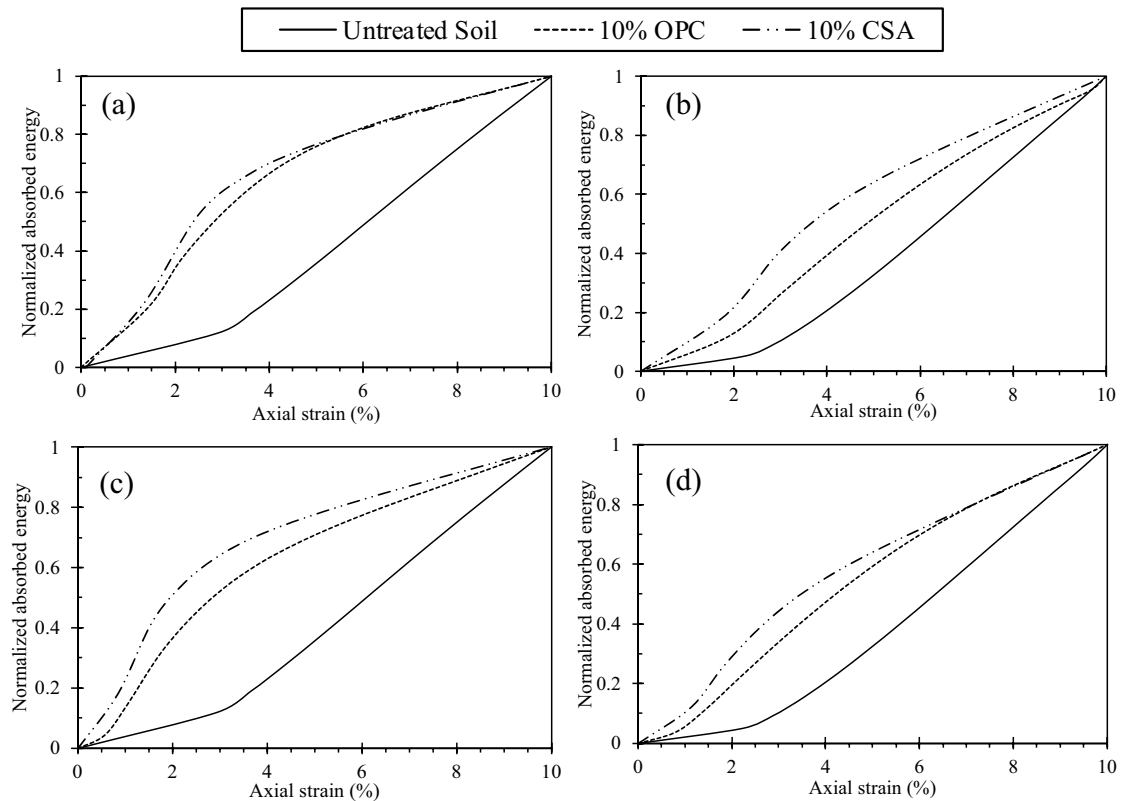 Untreated Soil 10% OPC 10% CSA
(a)
Normalized absorbed energy
1
0.8
0.6
0.4
0.2
0
0 2 4 6 8 10
Axial strain (%)
(b)
Normalized absorbed energy
1
0.8
0.6
0.4
0.2
0
0 2 4 6 8 10
Axial strain (%)
(c)
Normalized absorbed energy
1
0.8
0.6
0.4
0.2
0
0 2 4 6 8 10
Axial strain (%)
(d)
Normalized absorbed energy
1
0.8
0.6
0.4
0.2
0
0 2 4 6 8 10
Axial strain (%)